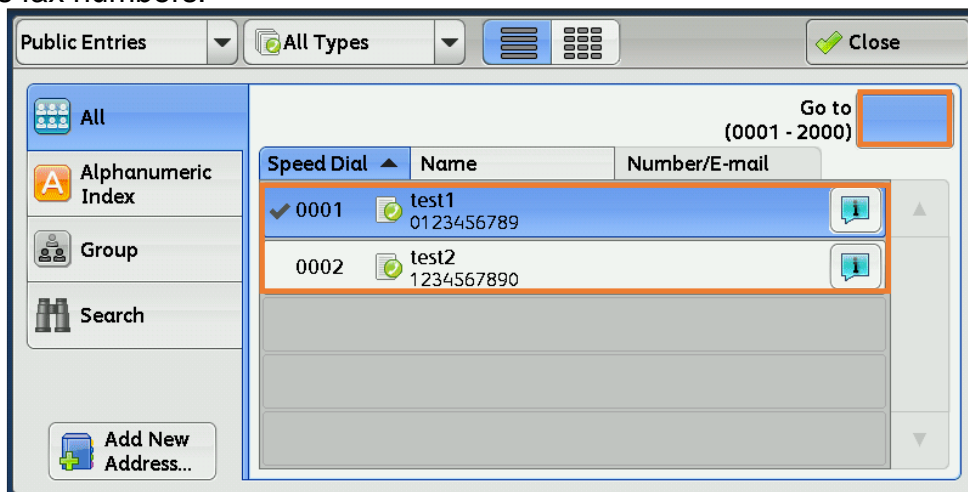 fax numbers.
Public Entries
All Types
Close
All
Go to
(0001 - 2000)
Alphanumeric
Index
Speed Dial
Name
Number/E-mail
0001
test1
0123456789
Group
0002
test2
1234567890
Search
Add New
Address...